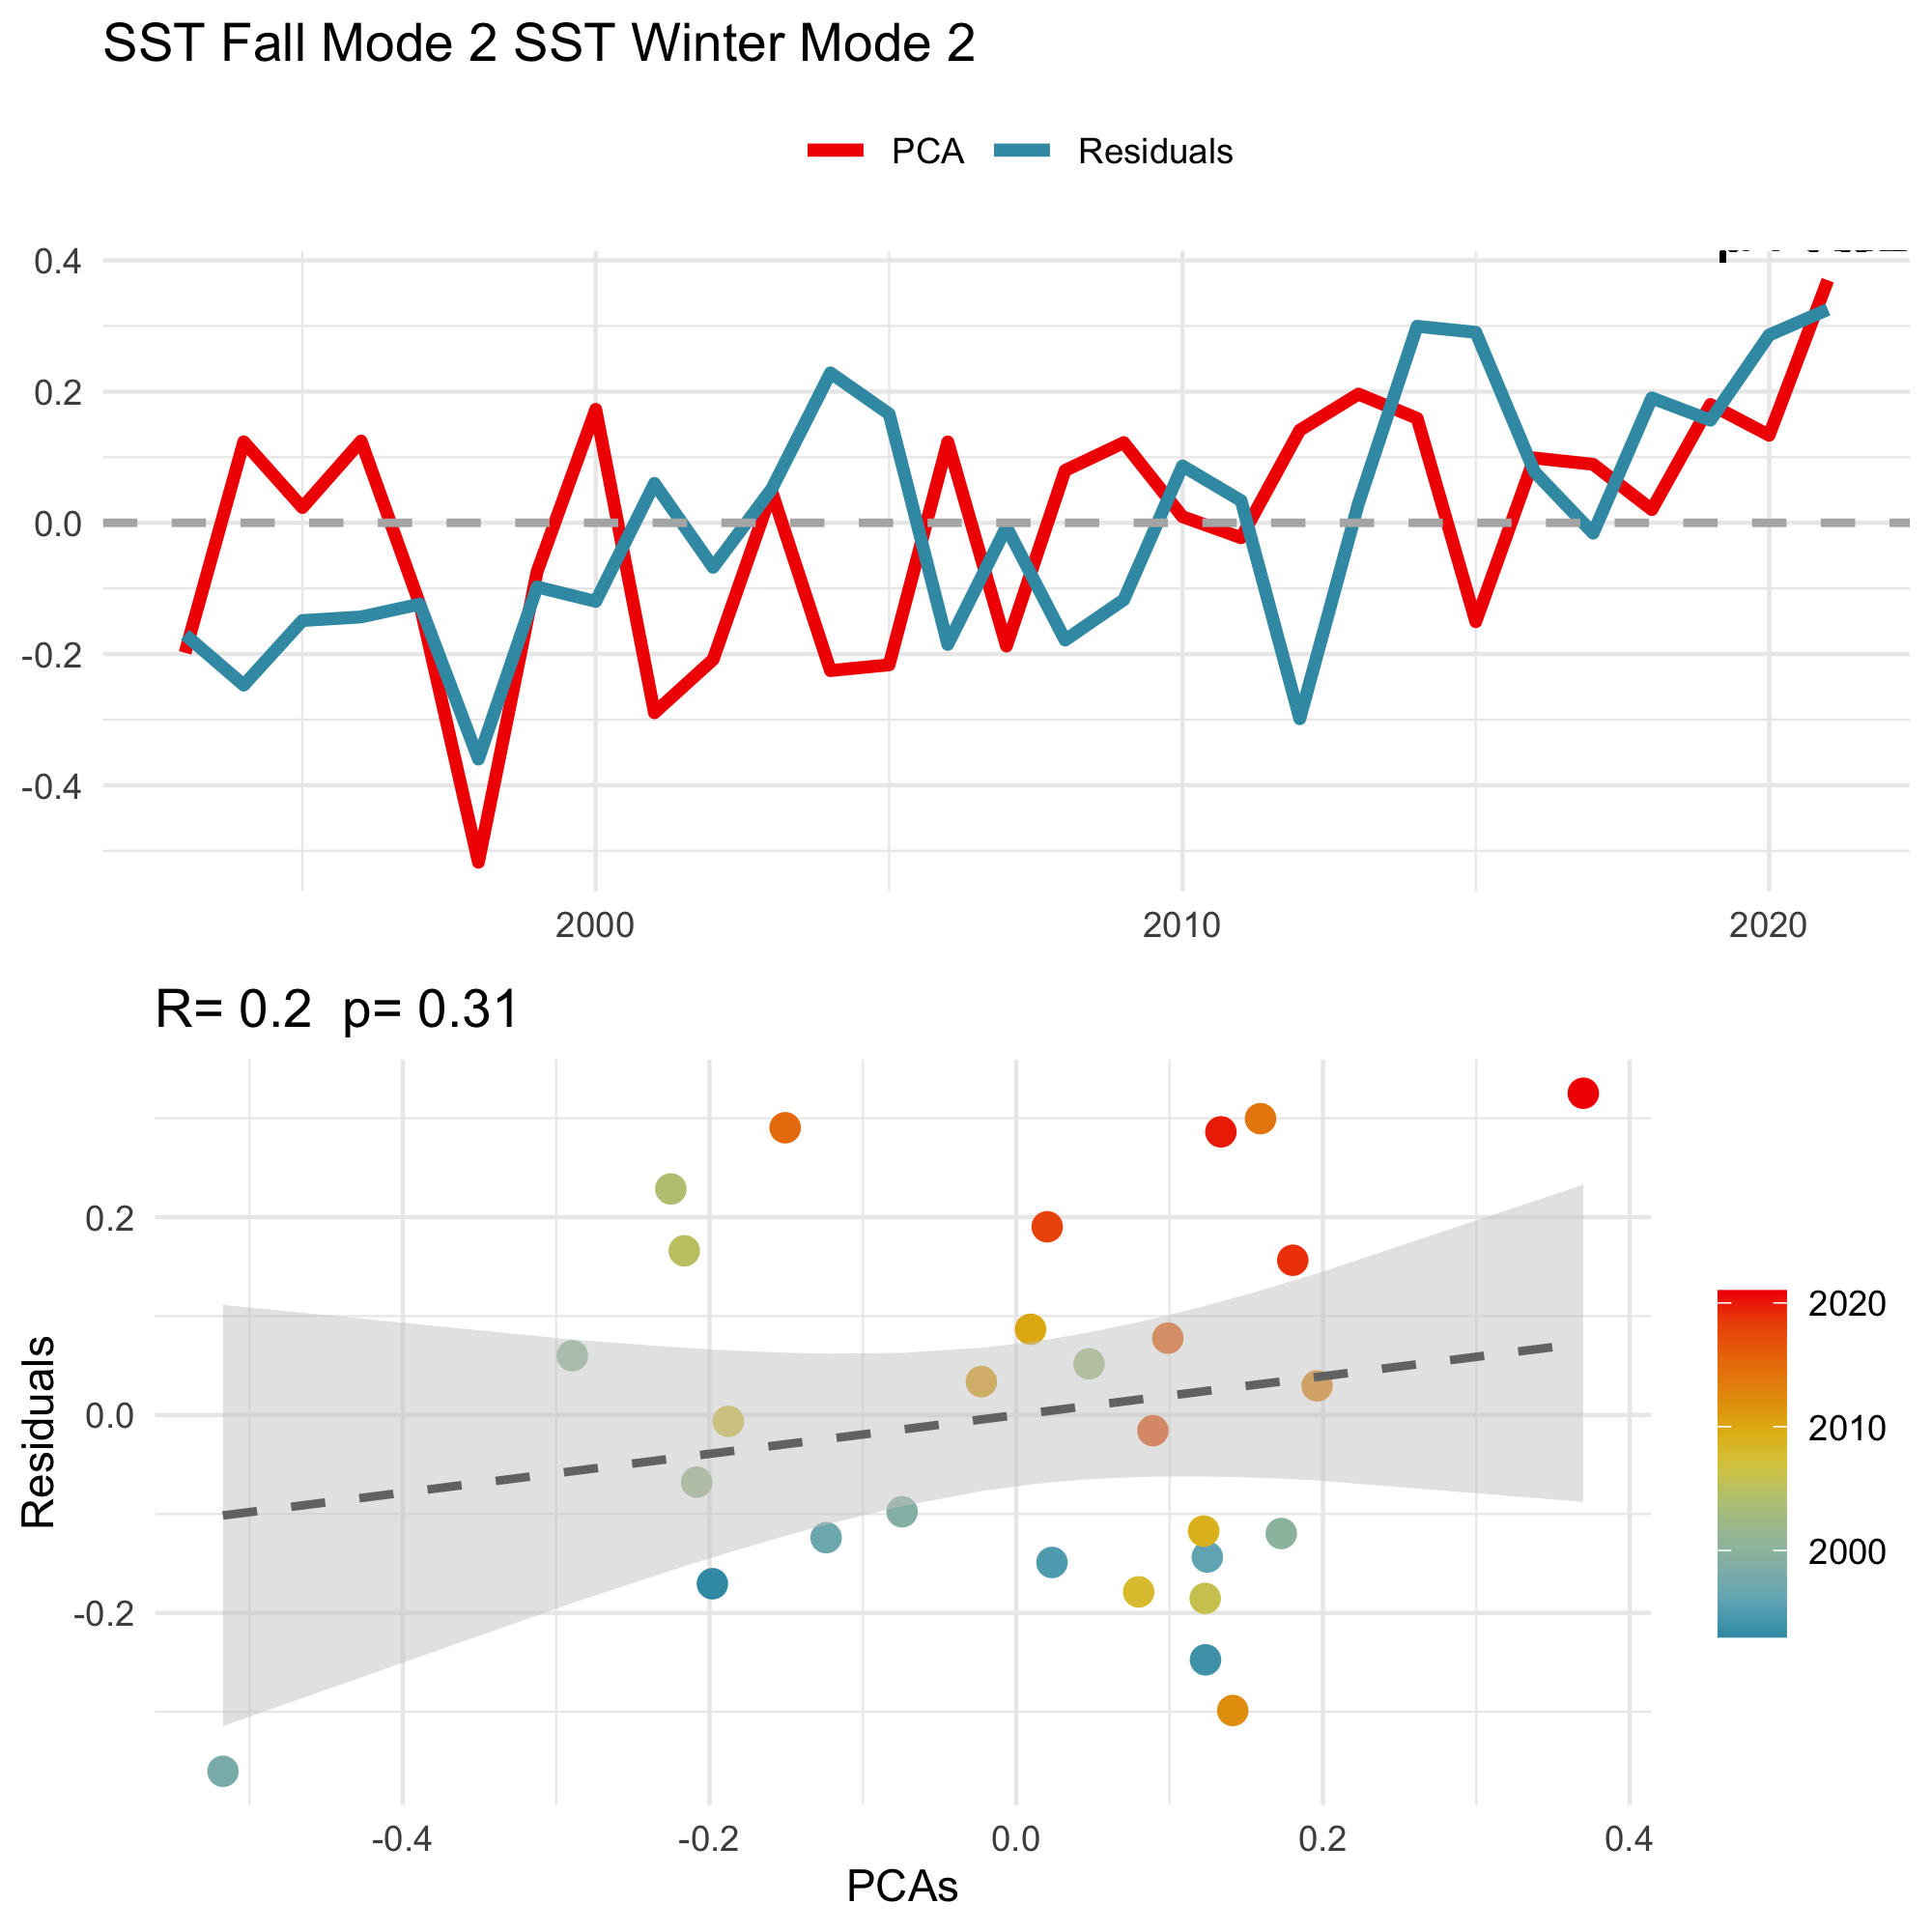 SST Fall Mode 2 SST Winter Mode 2
PCA Residuals
0.4
0.2
0.0
-0.2
-0.4
2000 2010 2020
R= 0.2 p= 0.31
Residuals
0.2
0.0
-0.2
-0.4 -0.2 0.0 0.2 0.4
PCAs
2020
2010
2000